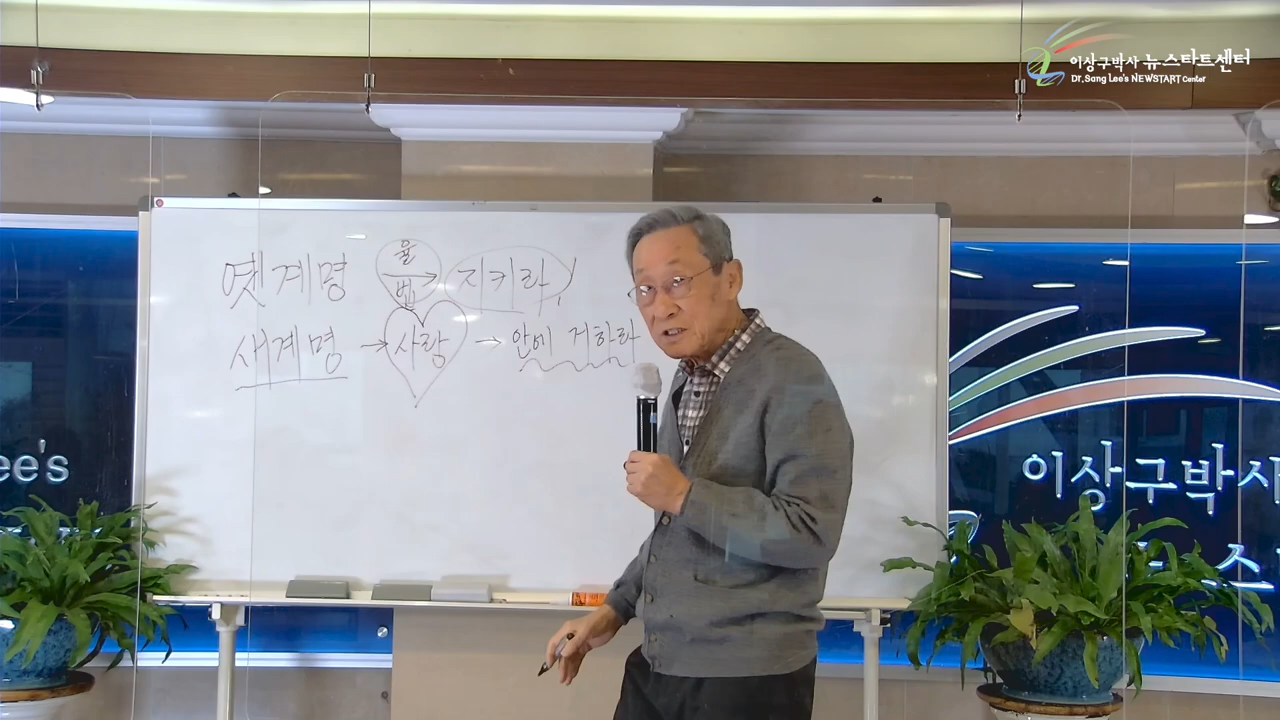 이상구박사 뉴스타트센터
Dr. Sang Lee's NEWSTART Center
옛계명 율법 → 지키라!
새계명 → 사랑 → 안에 거하라
ee's
이상구박사
스